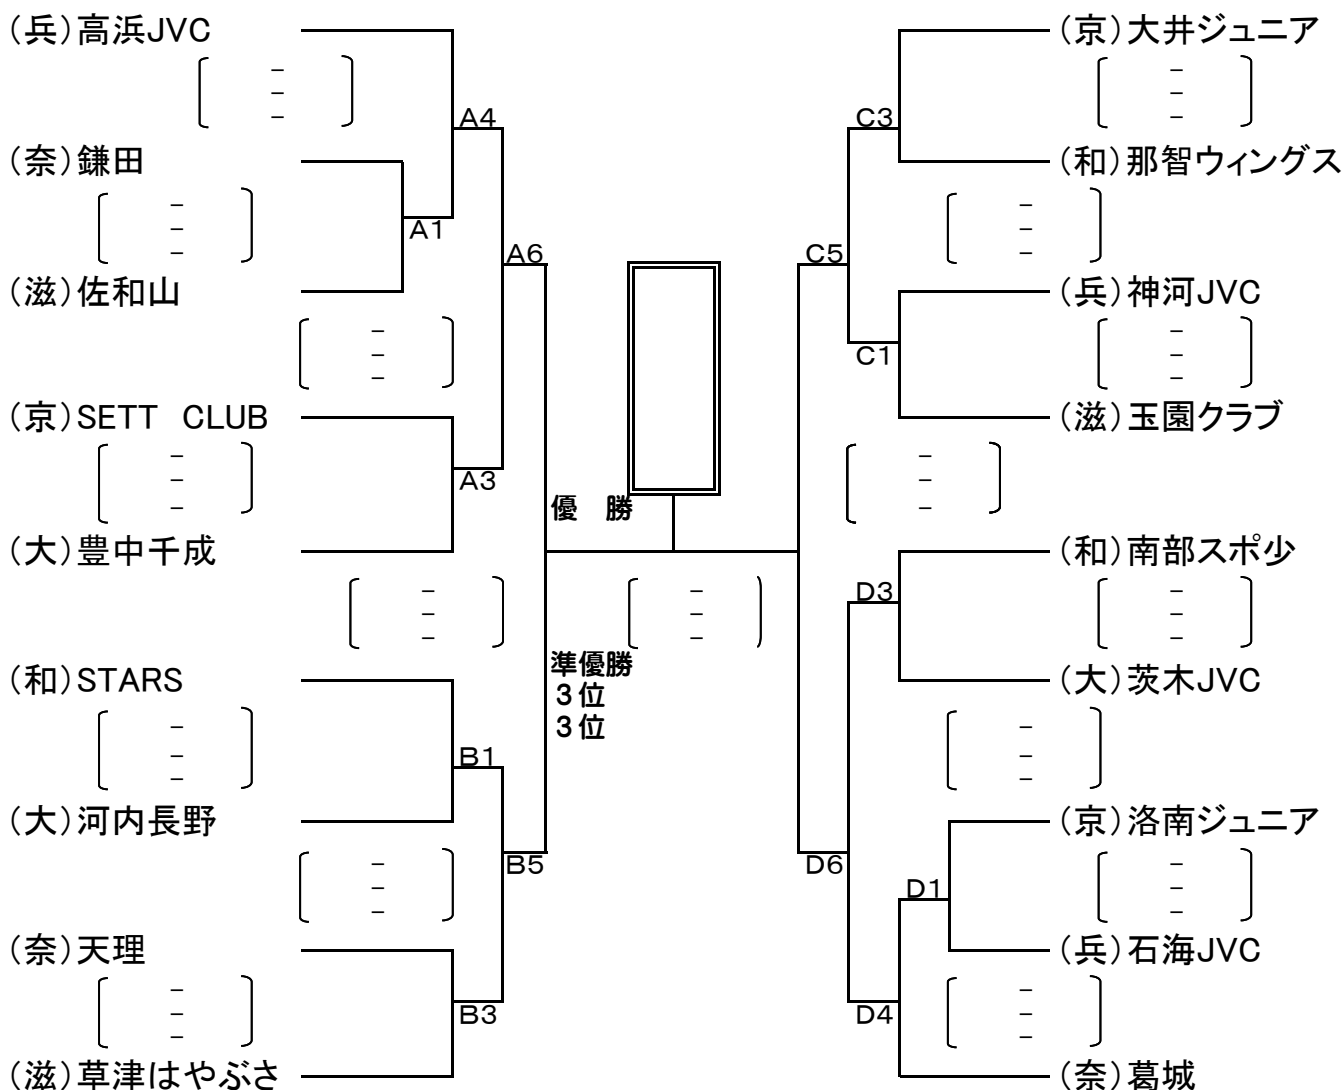 （兵）高浜JVC
－
－
－
A4
（奈）鎌田
－
－
－
A1
（滋）佐和山
A6
－
－
－
（京）SETT　CLUB
－
－
－
A3
（大）豊中千成
－
－
－
（和）STARS
－
－
－
B1
（大）河内長野
B5
－
－
－
（奈）天理
－
－
－
B3
（滋）草津はやぶさ
優　勝
－
－
－
準優勝
３位
３位
（京）大井ジュニア
－
－
－
C3
（和）那智ウィングス
－
－
－
C5
（兵）神河JVC
－
－
－
C1
（滋）玉園クラブ
－
－
－
（和）南部スポ少
D3
－
－
－
（大）茨木JVC
－
－
－
（京）洛南ジュニア
D6
D1
－
－
－
（兵）石海JVC
D4
－
－
－
（奈）葛城